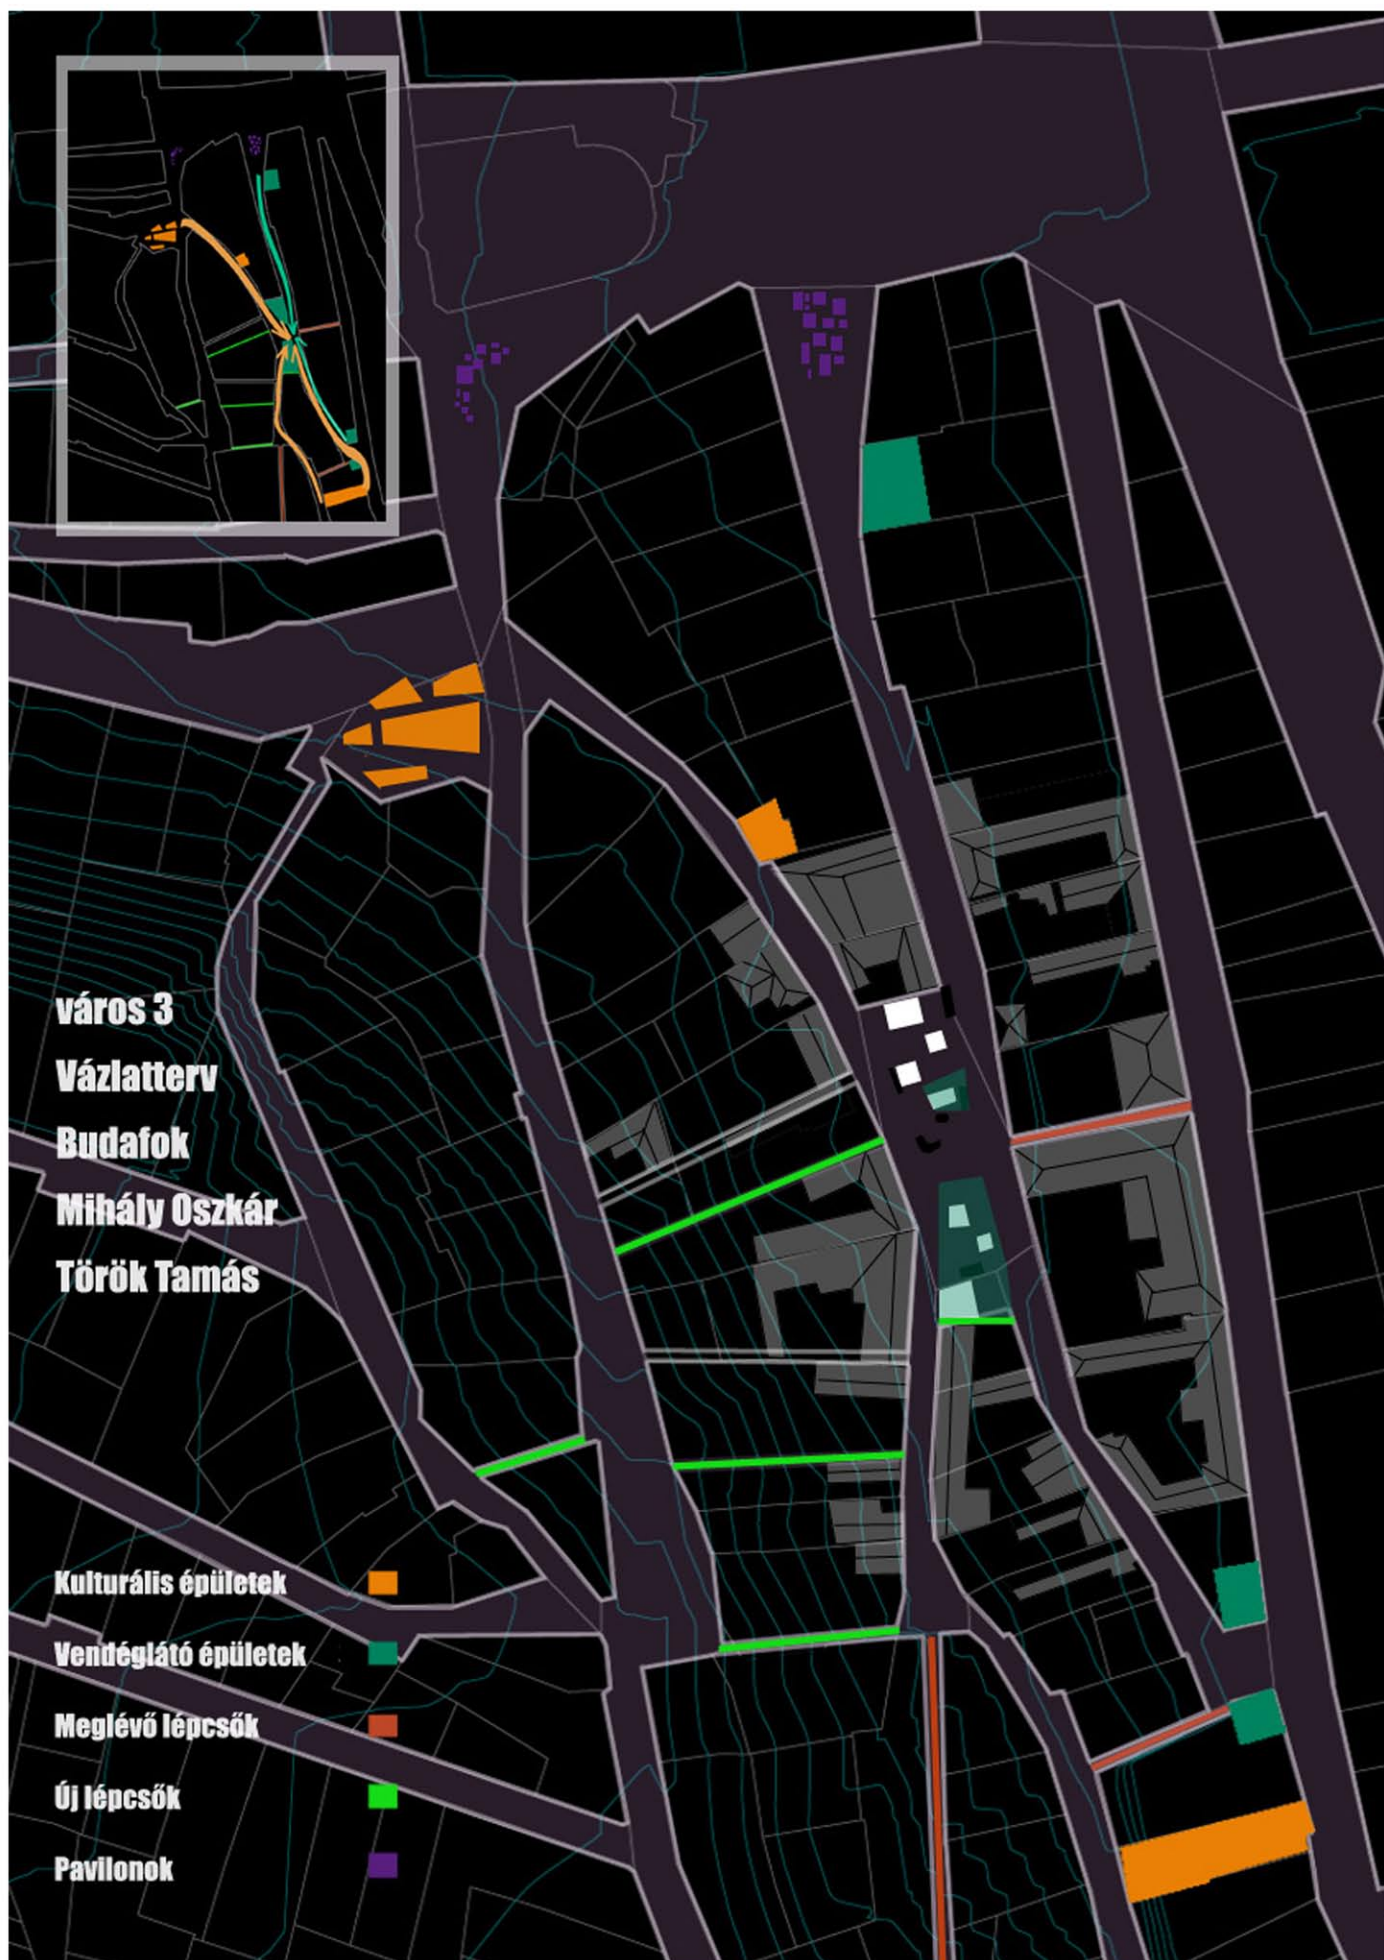 város 3
Vázlatterv
Budafok
Mihály Oszkár
Török Tamás
Kulturális épületek
Vendéglátó épületek
Meglévő lépcsők
Új lépcsők
Pavilonok